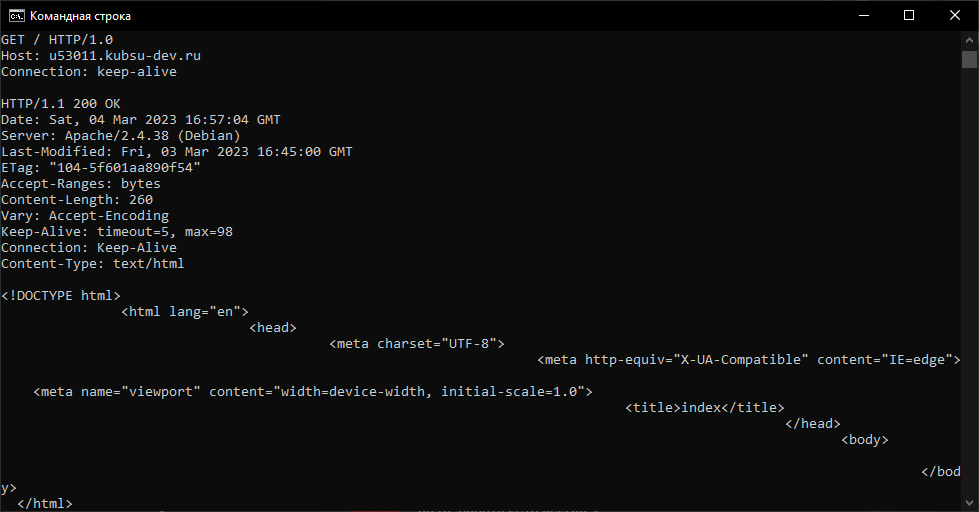 Командная строка
GET / HTTP/1.0
Host: u53011.kubsu-dev.ru
Connection: keep-alive
HTTP/1.1 200 OK
Date: Sat, 04 Mar 2023 16:57:04 GMT
Server: Apache/2.4.38 (Debian)
Last-Modified: Fri, 03 Mar 2023 16:45:00 GMT
ETag: "104-5f601aa890f54"
Accept-Ranges: bytes
Content-Length: 260
Vary: Accept-Encoding
Keep-Alive: timeout=5, max=98
Connection: Keep-Alive
Content-Type: text/html
<!DOCTYPE html>
<html lang="en">
<head>
<meta charset="UTF-8">
<meta http-equiv="X-UA-Compatible" content="IE=edge">
<meta name="viewport" content="width=device-width, initial-scale=1.0">
<title>index</title>
</head>
<body>
</bod
y>
</html>